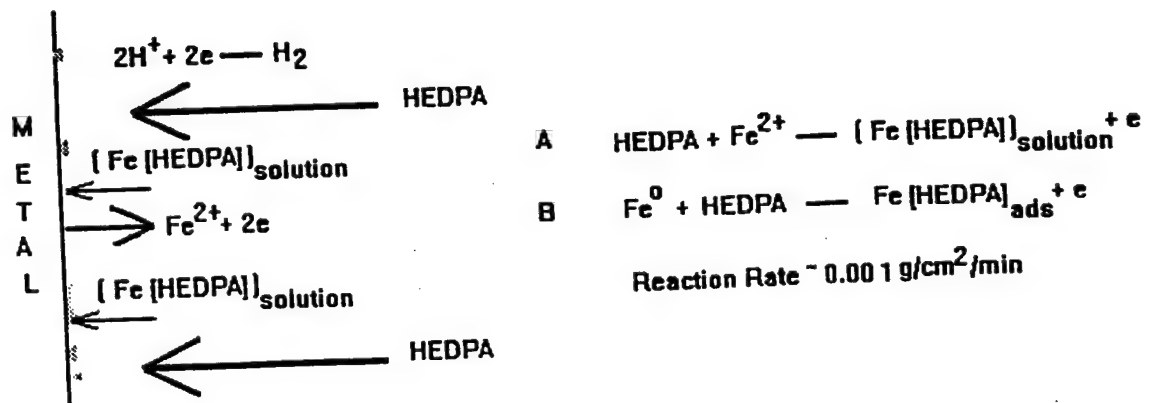 2H⁺ + 2e — H₂
HEDPA
METAL
( Fe [HEDPA])solution
Fe²⁺ + 2e
( Fe [HEDPA])solution
HEDPA
A HEDPA + Fe²⁺ — ( Fe [HEDPA])solution + e
B Fe⁰ + HEDPA — Fe [HEDPA]ads + e
Reaction Rate ~ 0.001 g/cm²/min